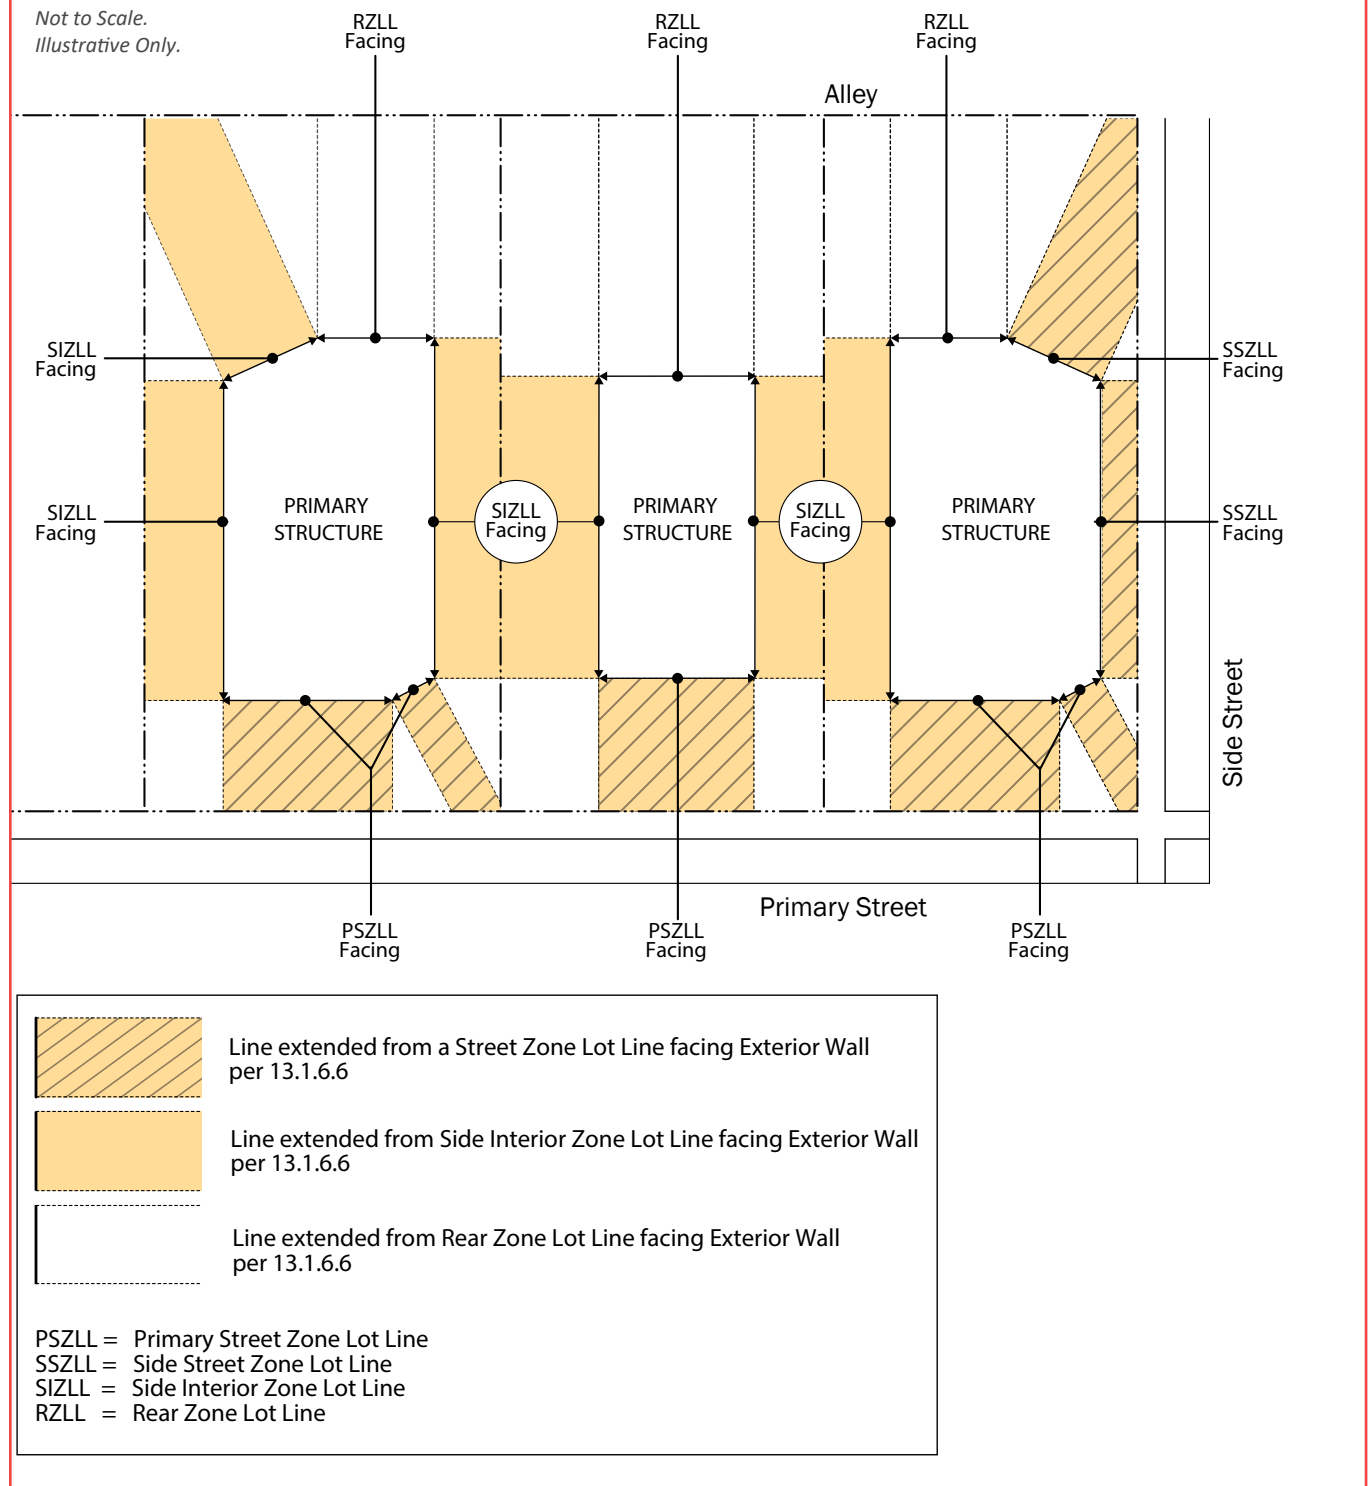 Not to Scale.
Illustrative Only.
RZLL
Facing
RZLL
Facing
RZLL
Facing
Alley
SIZLL
Facing
SSZLL
Facing
SIZLL
Facing
PRIMARY
STRUCTURE
SIZLL
Facing
PRIMARY
STRUCTURE
SIZLL
Facing
PRIMARY
STRUCTURE
SSZLL
Facing
Side Street
Primary Street
PSZLL
Facing
PSZLL
Facing
PSZLL
Facing
Line extended from a Street Zone Lot Line facing Exterior Wall
per 13.1.6.6
Line extended from Side Interior Zone Lot Line facing Exterior Wall
per 13.1.6.6
Line extended from Rear Zone Lot Line facing Exterior Wall
per 13.1.6.6
PSZLL = Primary Street Zone Lot Line
SSZLL = Side Street Zone Lot Line
SIZLL = Side Interior Zone Lot Line
RZLL = Rear Zone Lot Line